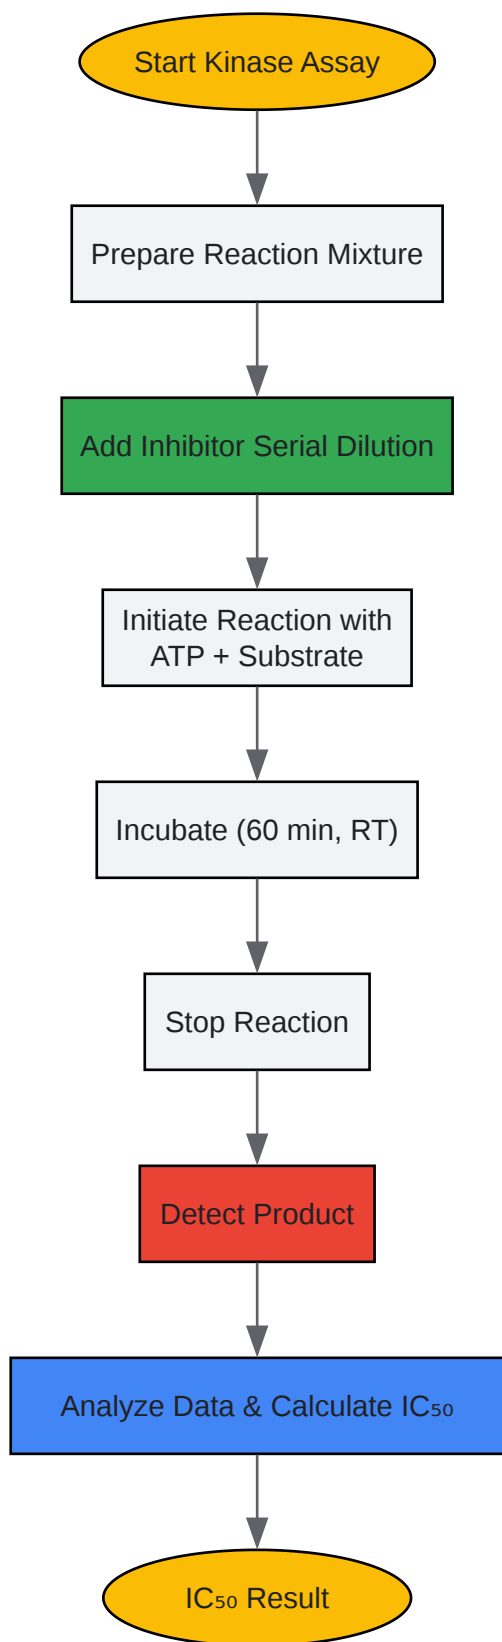 Start Kinase Assay
Prepare Reaction Mixture
Add Inhibitor Serial Dilution
Initiate Reaction with
ATP + Substrate
Incubate (60 min, RT)
Stop Reaction
Detect Product
Analyze Data & Calculate IC₅₀
IC₅₀ Result